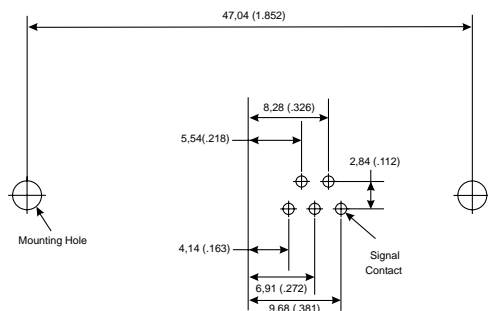 47,04 (1.852)
8,28 (.326)
5,54(.218)
2,84 (.112)
Mounting Hole
4,14 (.163)
Signal
Contact
6,91 (.272)
9,68 (.381)